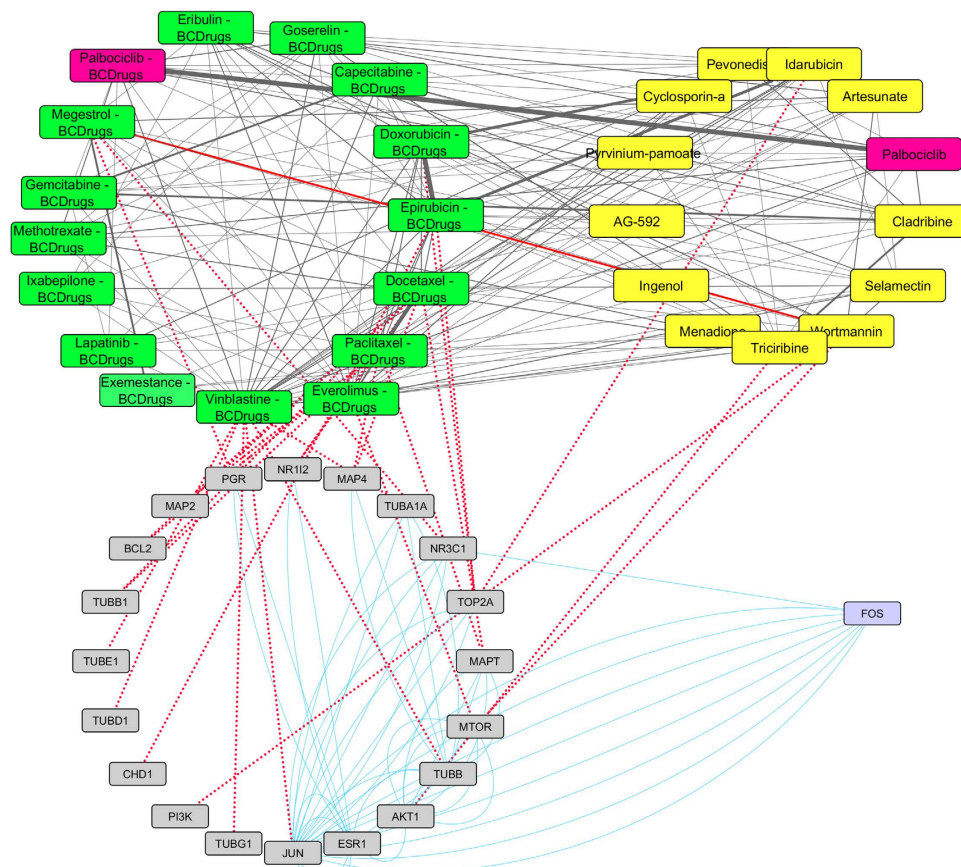 Eribulin -
BCDrugs
Goserelin -
BCDrugs
Palbociclib -
BCDrugs
Capecitabine -
BCDrugs
Idarubicin
Cyclosporin-a
Artesunate
Megestrol -
BCDrugs
Doxorubicin -
BCDrugs
Pyrvinium-pamoate
Palbociclib
Gemcitabine -
BCDrugs
Epirubicin -
BCDrugs
AG-592
Cladribine
Methotrexate -
BCDrugs
Ixabepilone -
BCDrugs
Docetaxel -
BCDrugs
Ingenol
Selamectin
Menadione
Wortmannin
Triciribine
Lapatinib -
BCDrugs
Paclitaxel -
BCDrugs
Exemestance -
BCDrugs
Vinblastine -
BCDrugs
Everolimus -
BCDrugs
PGR
NR1I2
MAP4
MAP2
TUBA1A
BCL2
NR3C1
TUBB1
TOP2A
FOS
TUBE1
MAPT
TUBD1
MTOR
CHD1
TUBB
PI3K
AKT1
TUBG1
JUN
ESR1